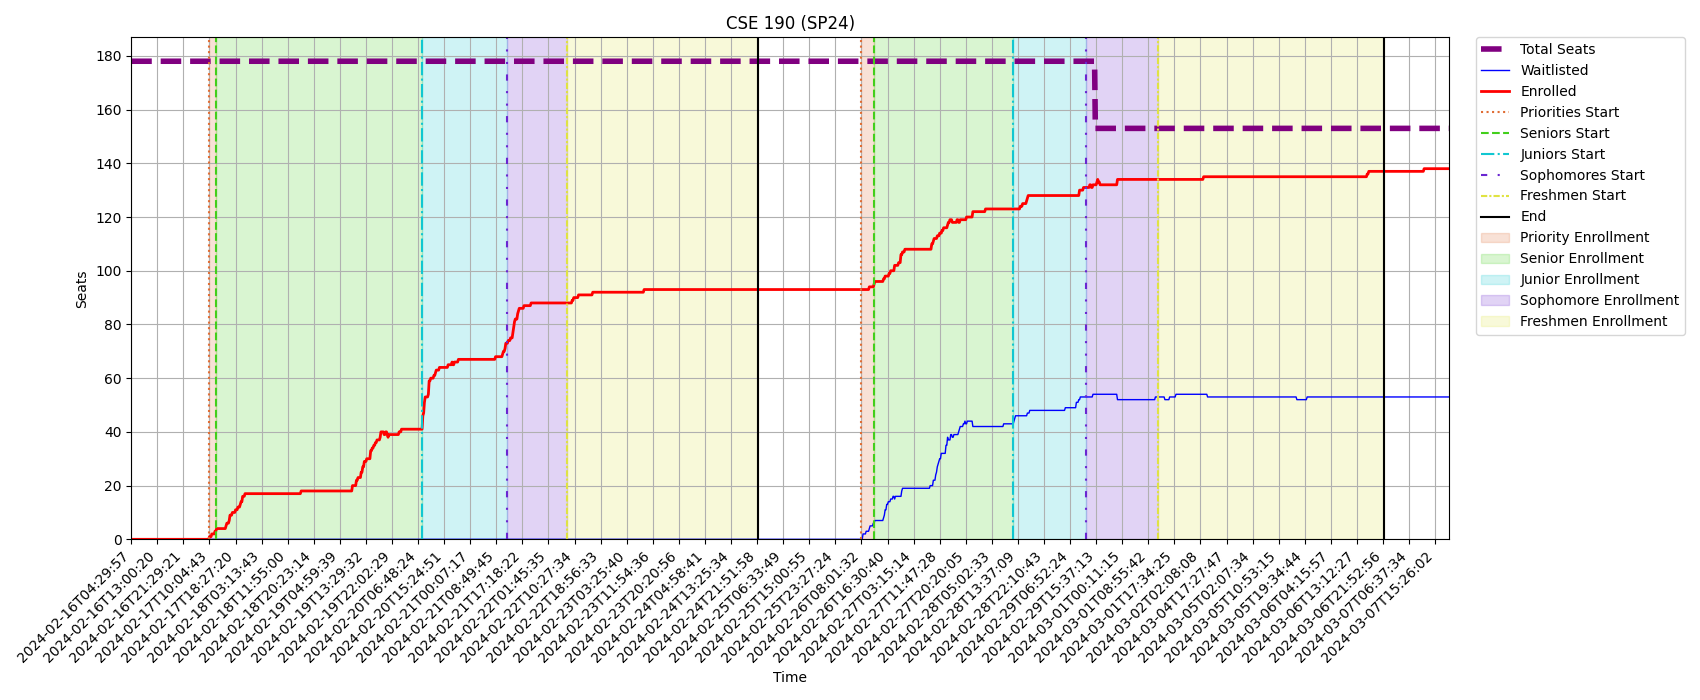 CSE 190 (SP24)
Seats
180
160
140
120
100
80
60
40
20
0
2024-02-16T04:29:57
2024-02-16T13:00:20
2024-02-16T21:29:21
2024-02-17T10:04:43
2024-02-17T18:27:20
2024-02-18T03:13:43
2024-02-18T11:55:00
2024-02-18T20:23:14
2024-02-19T04:59:39
2024-02-19T13:29:32
2024-02-19T22:02:29
2024-02-20T06:48:24
2024-02-20T15:24:51
2024-02-21T00:07:17
2024-02-21T08:49:45
2024-02-21T17:18:22
2024-02-22T01:45:35
2024-02-22T10:27:34
2024-02-22T18:56:33
2024-02-23T03:25:40
2024-02-23T11:54:36
2024-02-23T20:20:56
2024-02-24T04:58:41
2024-02-24T13:25:34
2024-02-24T21:51:58
2024-02-25T06:33:49
2024-02-25T15:00:55
2024-02-25T23:27:24
2024-02-26T08:01:32
2024-02-26T16:30:40
2024-02-27T03:15:14
2024-02-27T11:47:28
2024-02-27T20:20:05
2024-02-28T05:02:33
2024-02-28T13:37:09
2024-02-28T22:10:43
2024-02-29T06:52:24
2024-02-29T15:37:13
2024-03-01T00:11:15
2024-03-01T08:55:42
2024-03-01T17:34:25
2024-03-02T02:08:08
2024-03-04T17:27:47
2024-03-05T02:07:34
2024-03-05T10:53:15
2024-03-05T19:34:44
2024-03-06T04:15:57
2024-03-06T13:12:27
2024-03-06T21:52:56
2024-03-07T06:37:34
2024-03-07T15:26:02
Time
Total Seats
Waitlisted
Enrolled
Priorities Start
Seniors Start
Juniors Start
Sophomores Start
Freshmen Start
End
Priority Enrollment
Senior Enrollment
Junior Enrollment
Sophomore Enrollment
Freshmen Enrollment